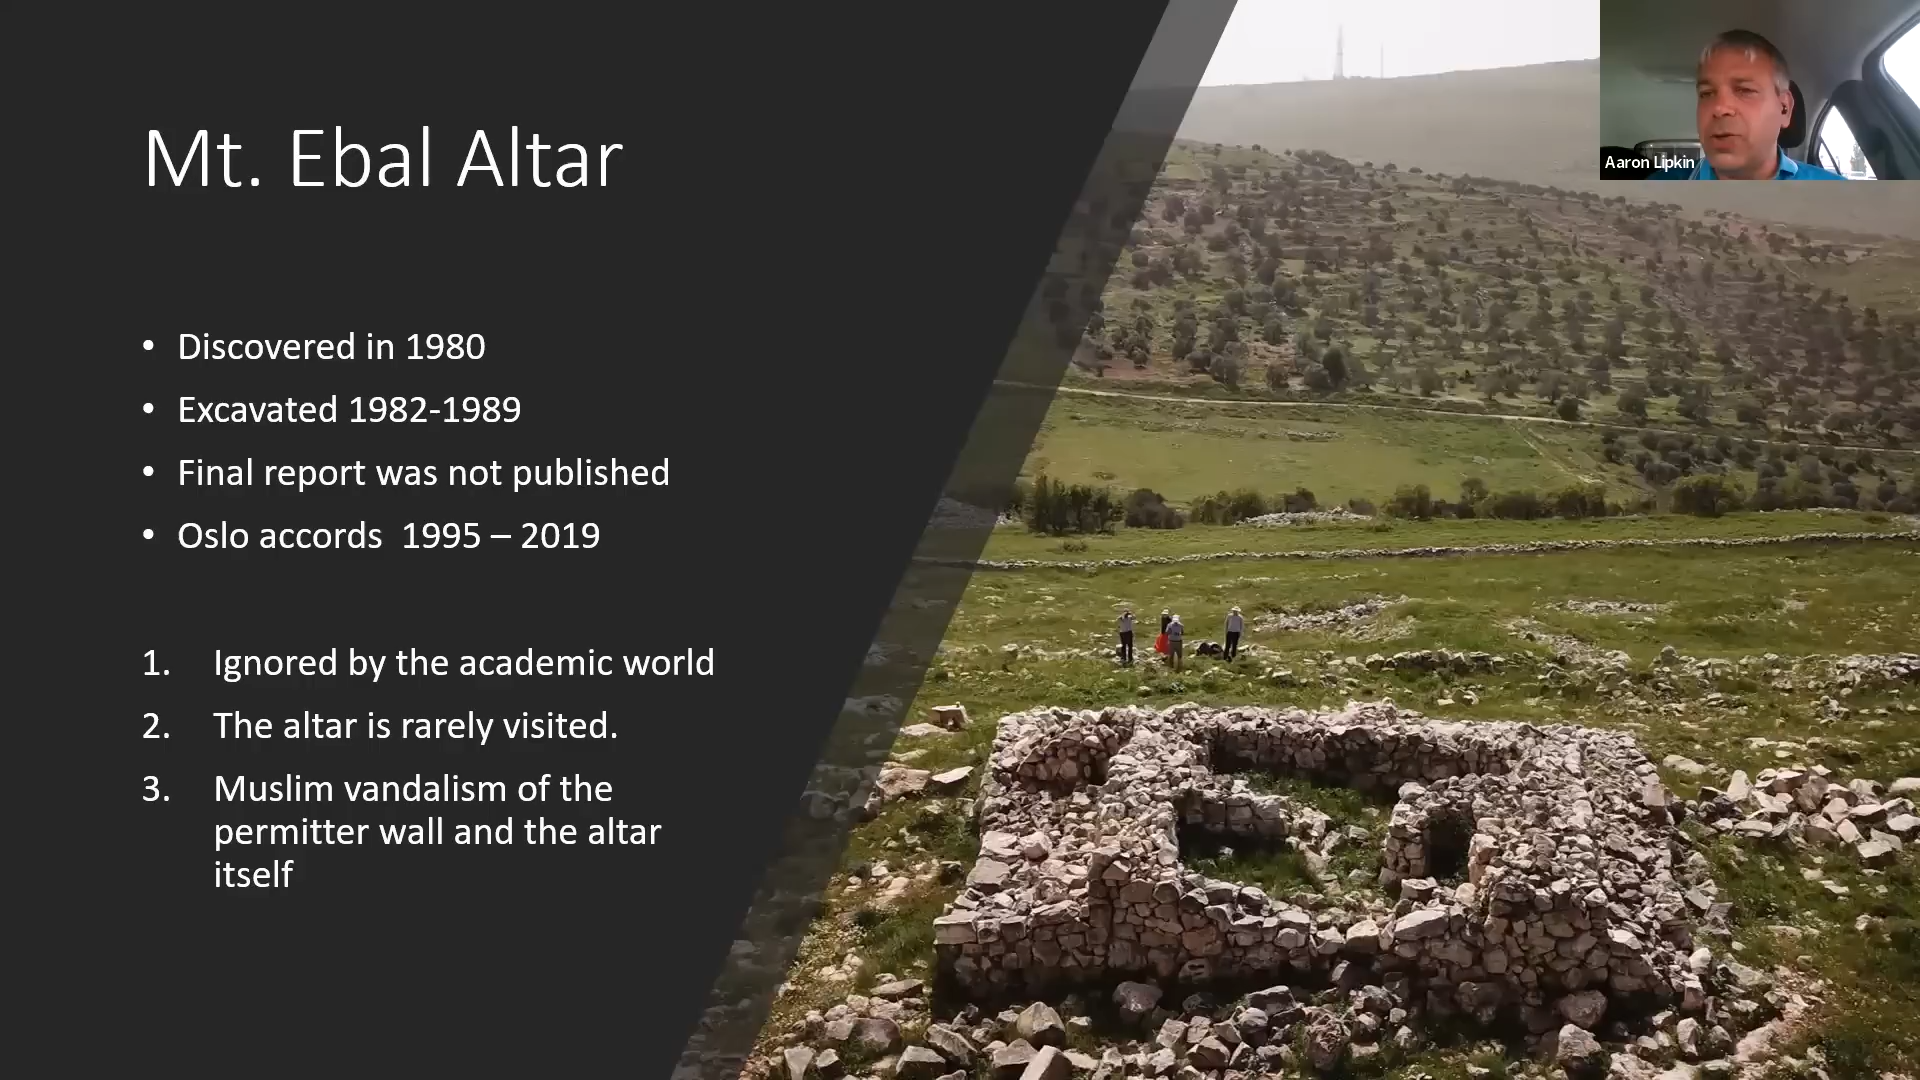 Mt. Ebal Altar
Aaron Lipkin
• Discovered in 1980
• Excavated 1982-1989
• Final report was not published
• Oslo accords  1995 – 2019
1. Ignored by the academic world
2. The altar is rarely visited.
3. Muslim vandalism of the
permitter wall and the altar
itself